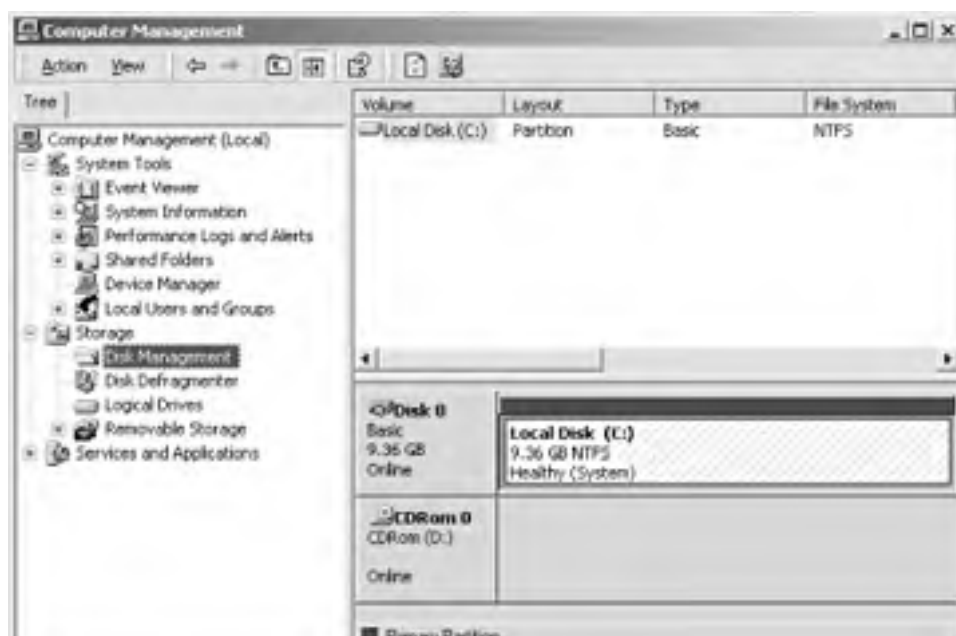 Computer Management
Action View
Tree
Computer Management (Local)
System Tools
Event Viewer
System Information
Performance Logs and Alerts
Shared Folders
Device Manager
Local Users and Groups
Storage
Disk Management
Disk Defragmenter
Logical Drives
Removable Storage
Services and Applications
Volume Layout Type File System
Local Disk (C:) Partition Basic NTFS
Disk 0
Basic
9.36 GB
Online
Local Disk (C:)
9.36 GB NTFS
Healthy (System)
CDRom 0
CDRom (D:)
Online
Primary Partition